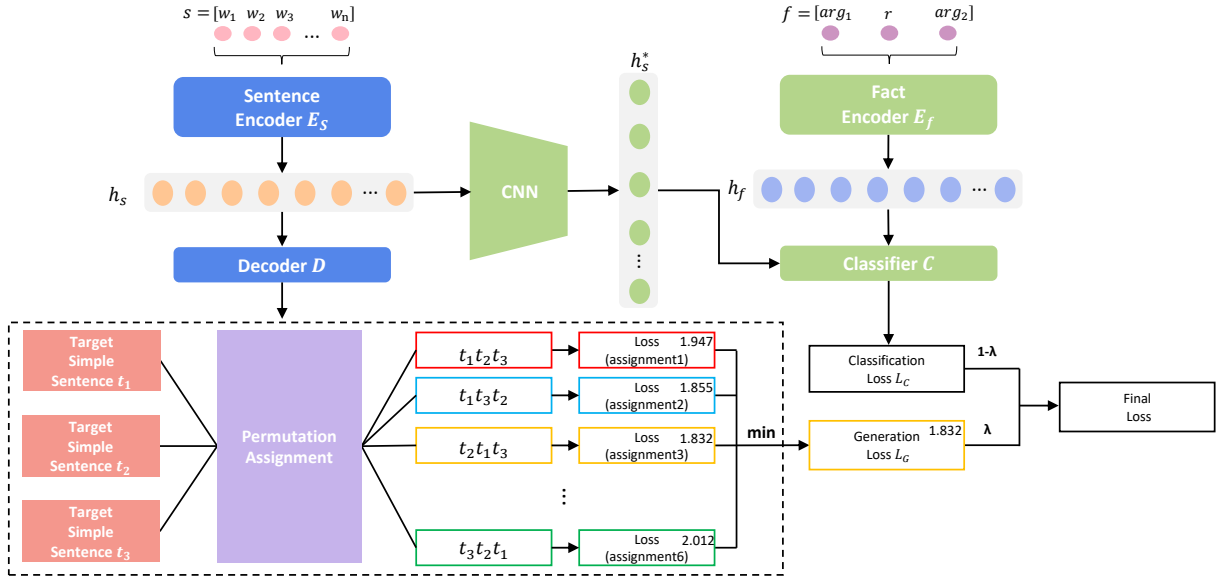 s = [w₁ w₂ w₃ ... wₙ]
f = [arg₁ r arg₂]
Sentence
Encoder E_S
h_s^*
Fact
Encoder E_f
h_s
...
CNN
h_f
...
Decoder D
Classifier C
Target
Simple
Sentence t₁
Target
Simple
Sentence t₂
Target
Simple
Sentence t₃
Permutation
Assignment
t₁t₂t₃
Loss 1.947
(assignment1)
t₁t₃t₂
Loss 1.855
(assignment2)
t₂t₁t₃
Loss 1.832
(assignment3)
t₃t₂t₁
Loss 2.012
(assignment6)
min
Classification
Loss L_C
1-λ
Generation 1.832
Loss L_G
λ
Final
Loss